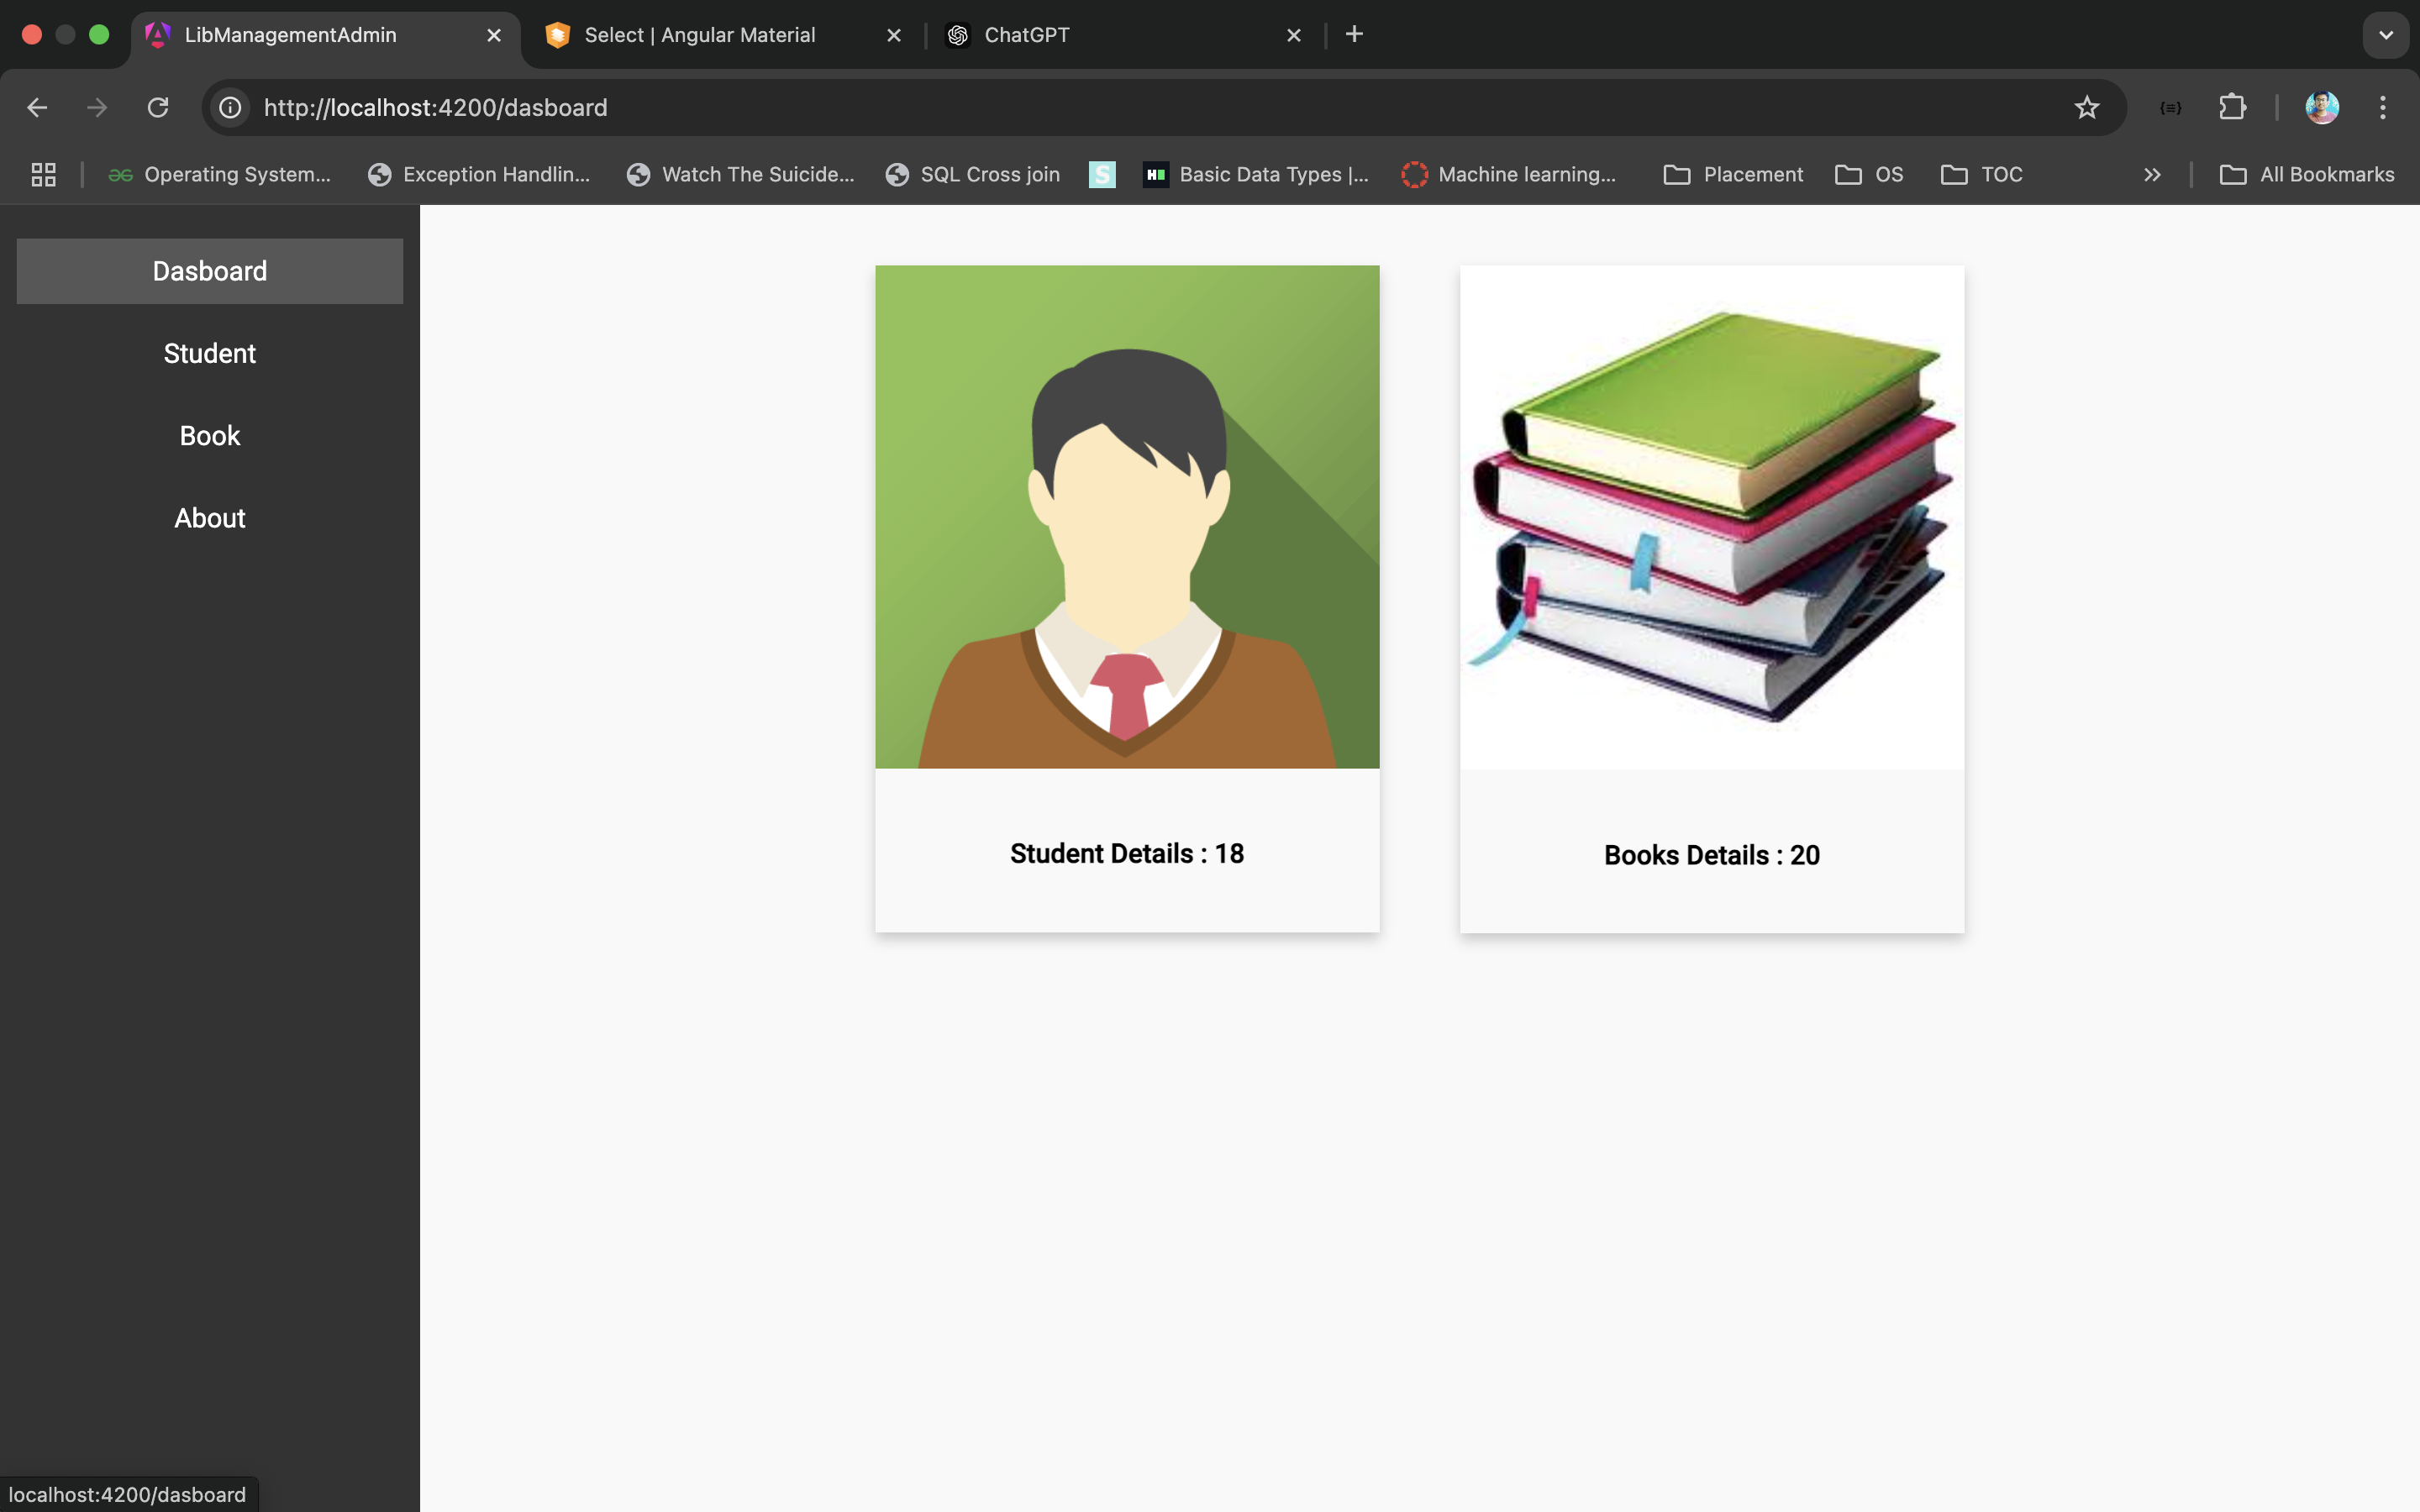 LibManagementAdmin
Select | Angular Material
ChatGPT
http://localhost:4200/dasboard
Operating System...
Exception Handlin...
Watch The Suicide...
SQL Cross join
S
H
Basic Data Types |...
Machine learning...
Placement
OS
TOC
All Bookmarks
Dasboard
Student
Book
About
Student Details : 18
Books Details : 20
localhost:4200/dasboard